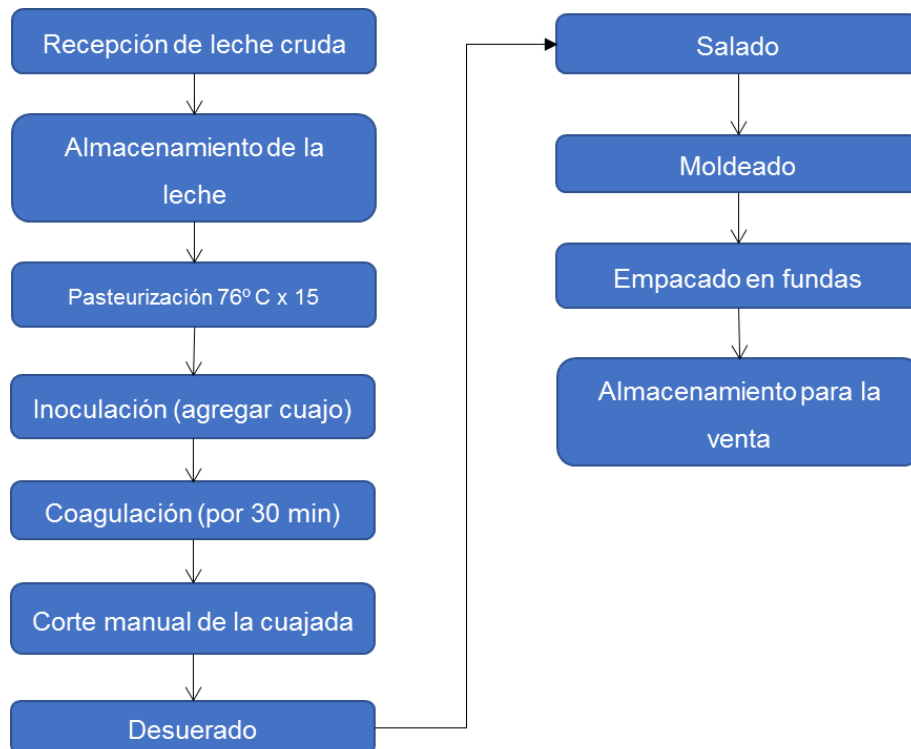 Recepción de leche cruda
Almacenamiento de la
leche
Pasteurización 76º C x 15
Inoculación (agregar cuajo)
Coagulación (por 30 min)
Corte manual de la cuajada
Desuerado
Salado
Moldeado
Empacado en fundas
Almacenamiento para la
venta